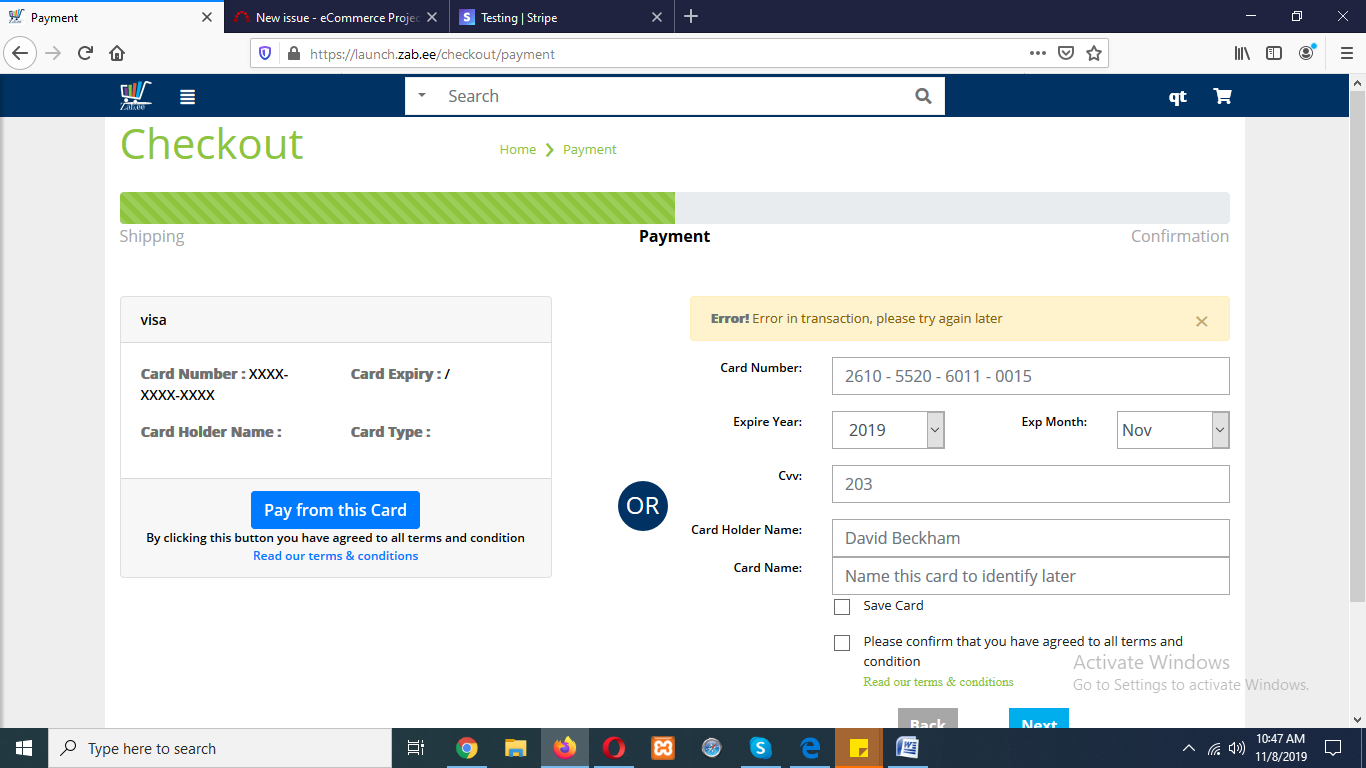 Payment
New issue - eCommerce Projec
Testing | Stripe
https://launch.zab.ee/checkout/payment
Zab.ee
Search
qt
Checkout
Home
Payment
Shipping
Payment
Confirmation
visa
Card Number : XXXX-
XXXX-XXXX
Card Expiry : /
Card Holder Name :
Card Type :
Pay from this Card
By clicking this button you have agreed to all terms and condition
Read our terms & conditions
OR
Error! Error in transaction, please try again later
Card Number:
2610 - 5520 - 6011 - 0015
Expire Year:
2019
Exp Month:
Nov
Cvv:
203
Card Holder Name:
David Beckham
Card Name:
Name this card to identify later
Save Card
Please confirm that you have agreed to all terms and
condition
Read our terms & conditions
Activate Windows
Go to Settings to activate Windows.
Back
Next
Type here to search
10:47 AM
11/8/2019